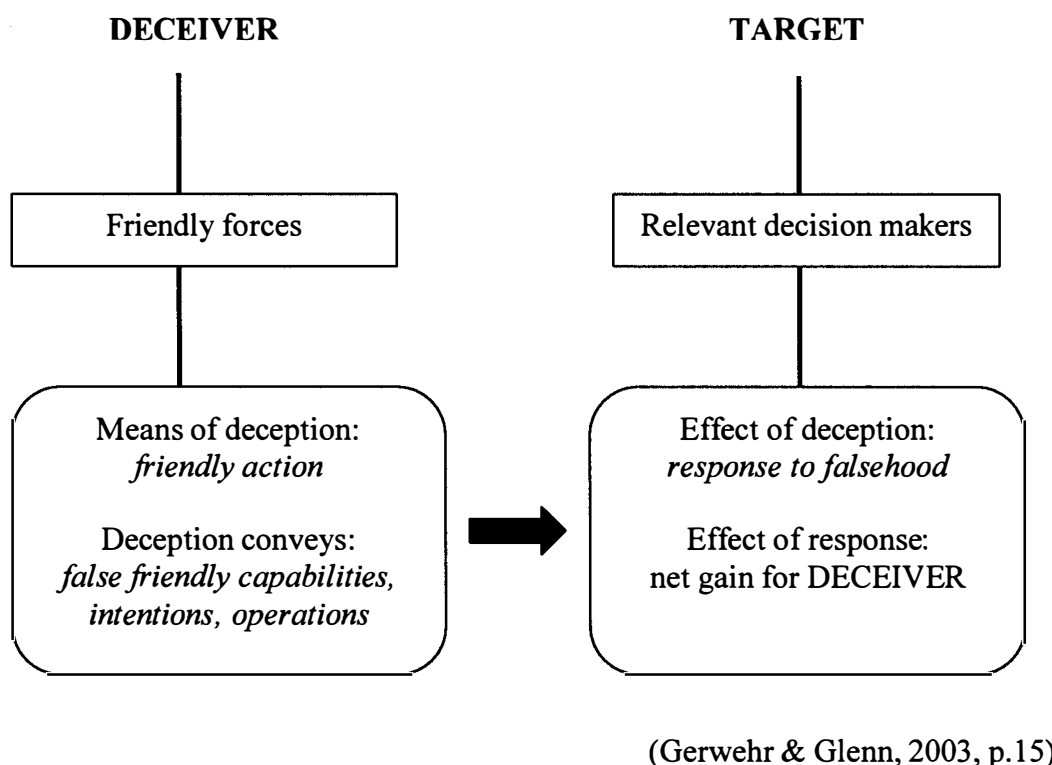 DECEIVER
TARGET
Friendly forces
Relevant decision makers
Means of deception:
friendly action
Deception conveys:
false friendly capabilities,
intentions, operations
Effect of deception:
response to falsehood
Effect of response:
net gain for DECEIVER
(Gerwehr & Glenn, 2003, p.15)